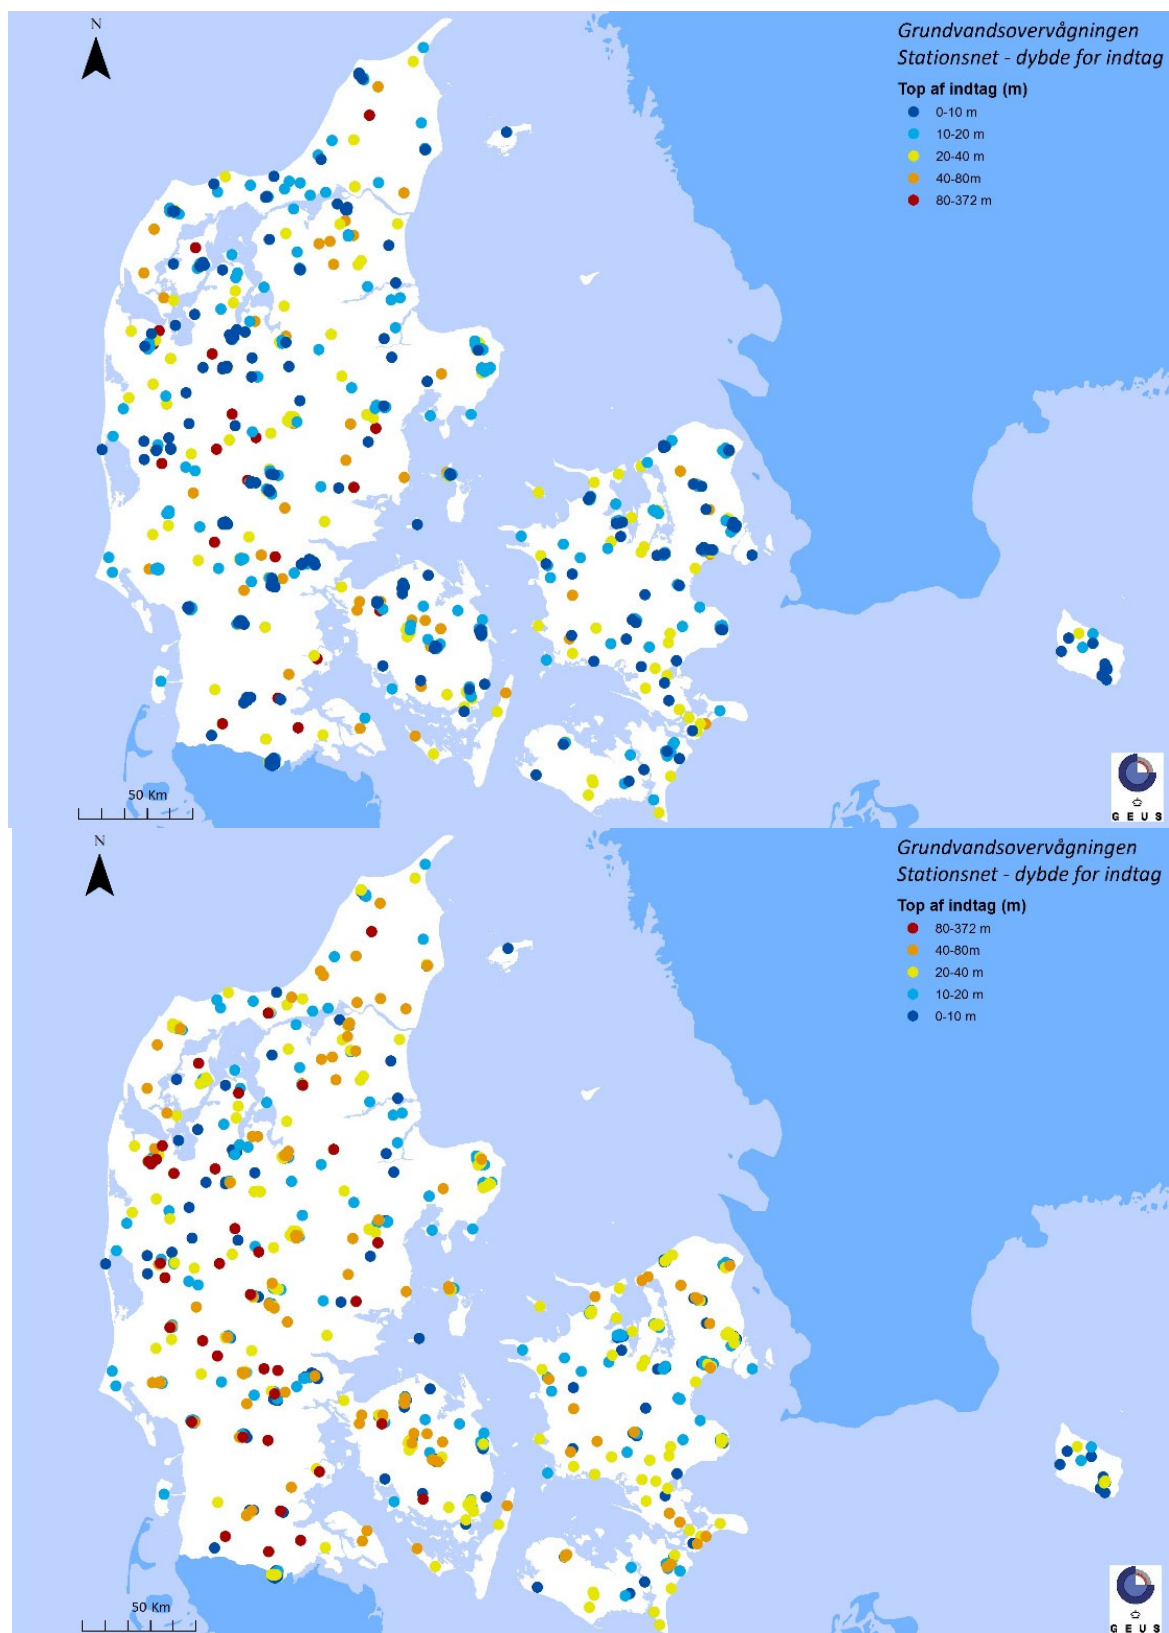 N
Grundvandsovervågningen
Stationsnet - dybde for indtag
Top af indtag (m)
0-10 m
10-20 m
20-40 m
40-80m
80-372 m
50 Km
G E U S
N
Grundvandsovervågningen
Stationsnet - dybde for indtag
Top af indtag (m)
80-372 m
40-80m
20-40 m
10-20 m
0-10 m
50 Km
G E U S